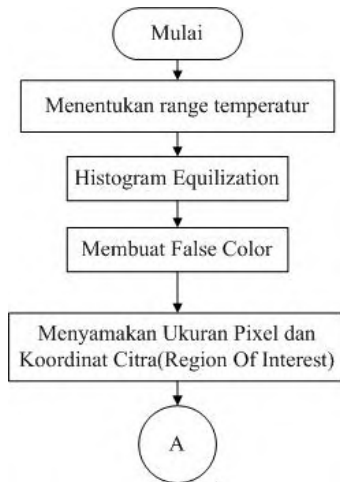 Mulai
Menentukan range temperatur
Histogram Equilization
Membuat False Color
Menyamakan Ukuran Pixel dan
Koordinat Citra(Region Of Interest)
A